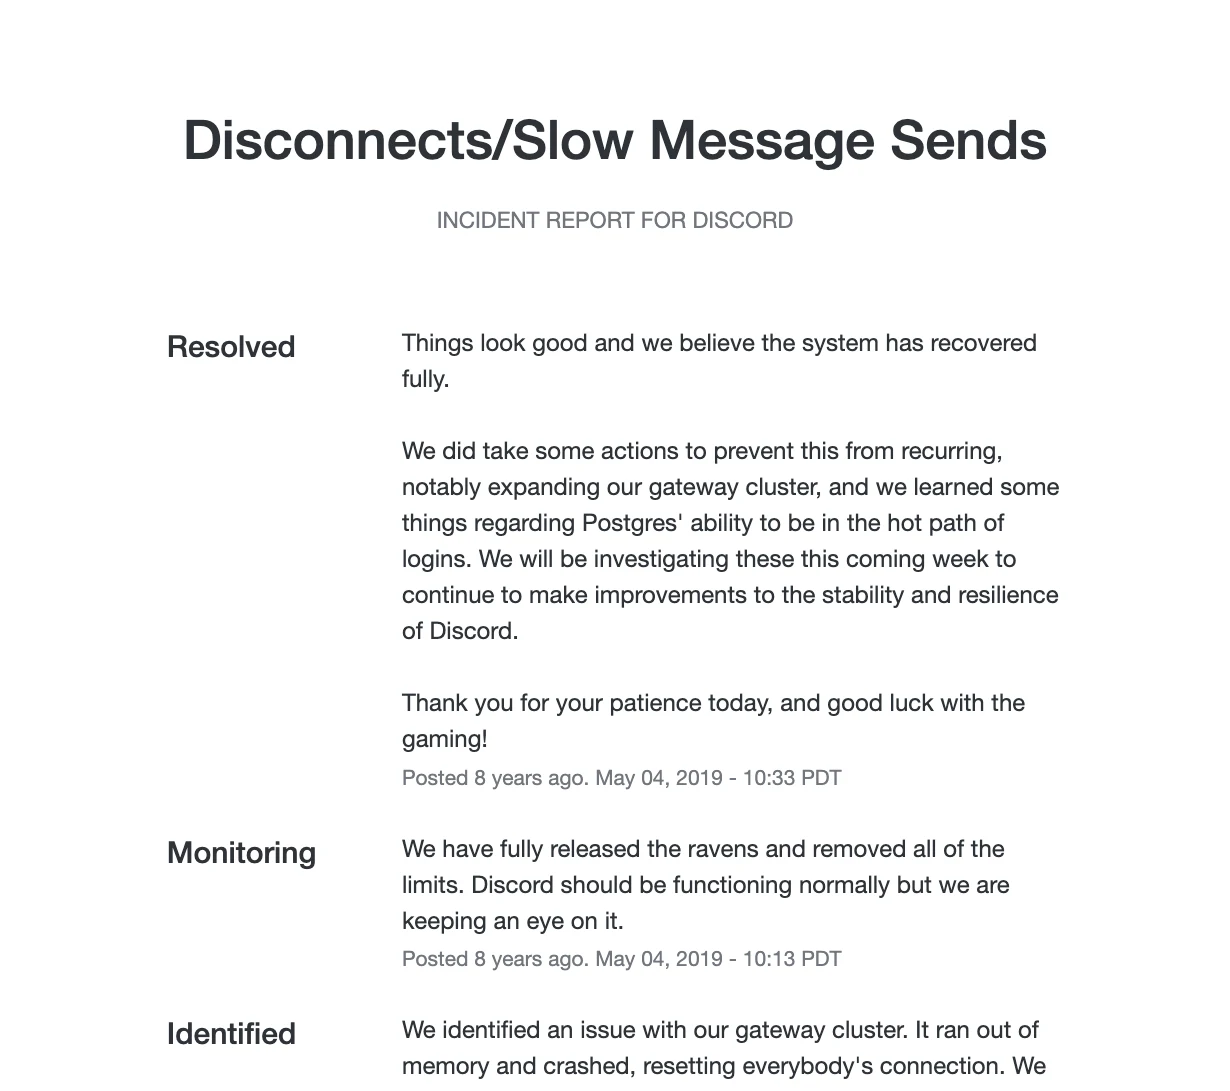 Disconnects/Slow Message Sends
INCIDENT REPORT FOR DISCORD
Resolved
Things look good and we believe the system has recovered
fully.
We did take some actions to prevent this from recurring,
notably expanding our gateway cluster, and we learned some
things regarding Postgres' ability to be in the hot path of
logins. We will be investigating these this coming week to
continue to make improvements to the stability and resilience
of Discord.
Thank you for your patience today, and good luck with the
gaming!
Posted 8 years ago. May 04, 2019 - 10:33 PDT
Monitoring
We have fully released the ravens and removed all of the
limits. Discord should be functioning normally but we are
keeping an eye on it.
Posted 8 years ago. May 04, 2019 - 10:13 PDT
Identified
We identified an issue with our gateway cluster. It ran out of
memory and crashed, resetting everybody's connection. We